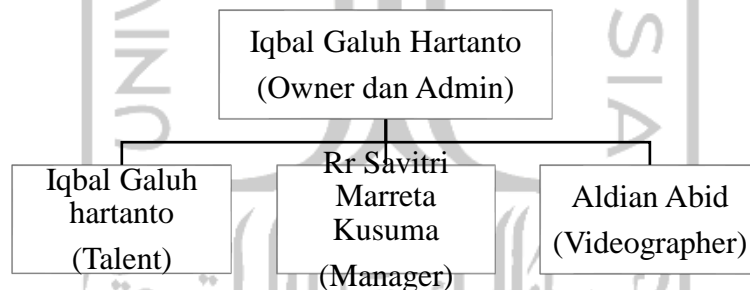 Iqbal Galuh Hartanto
(Owner dan Admin)
Iqbal Galuh
hartanto
(Talent)
Rr Savitri
Marreta
Kusuma
(Manager)
Aldian Abid
(Videographer)